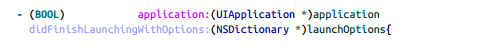 - (BOOL) application:(UIApplication *)application
didFinishLaunchingWithOptions:(NSDictionary *)launchOptions{